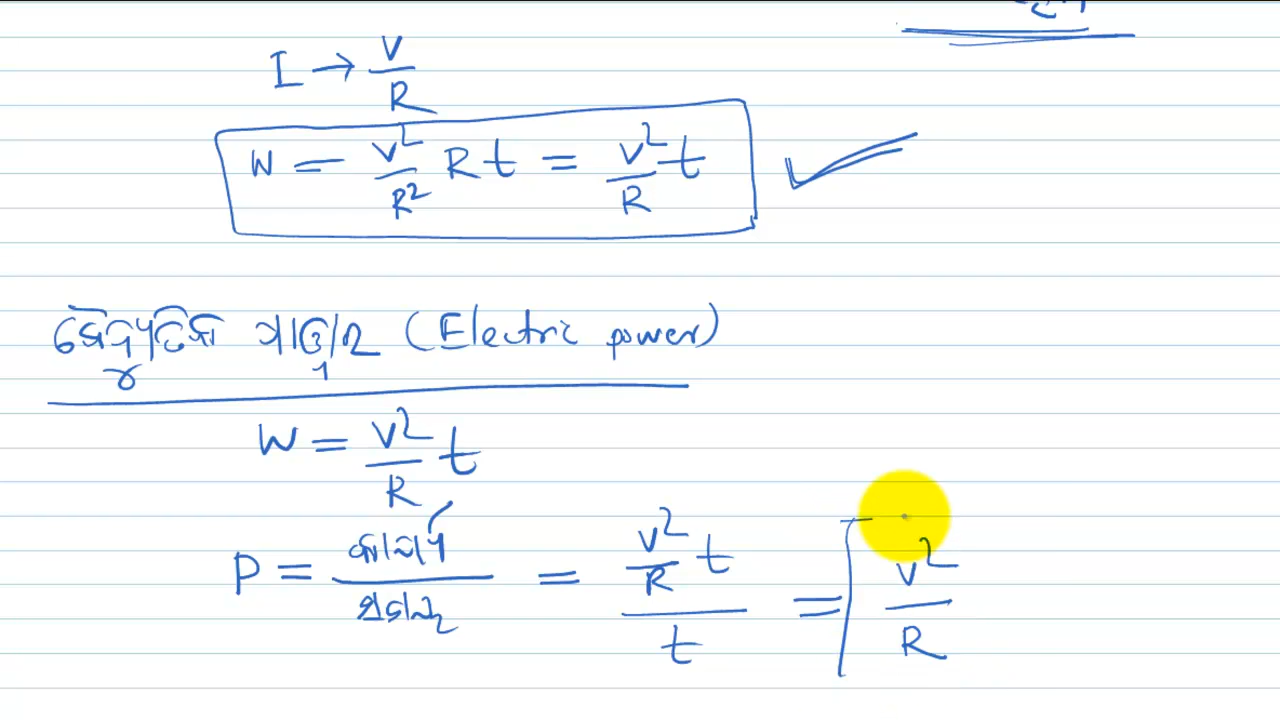 I → V/R
W = V²/R² R t = V²/R t
ବୈଦ୍ୟୁତିକ ପାୱାର (Electric power)
W = V²/R t
P = କାର୍ଯ୍ୟ/ସମୟ = V²/R t / t = V²/R